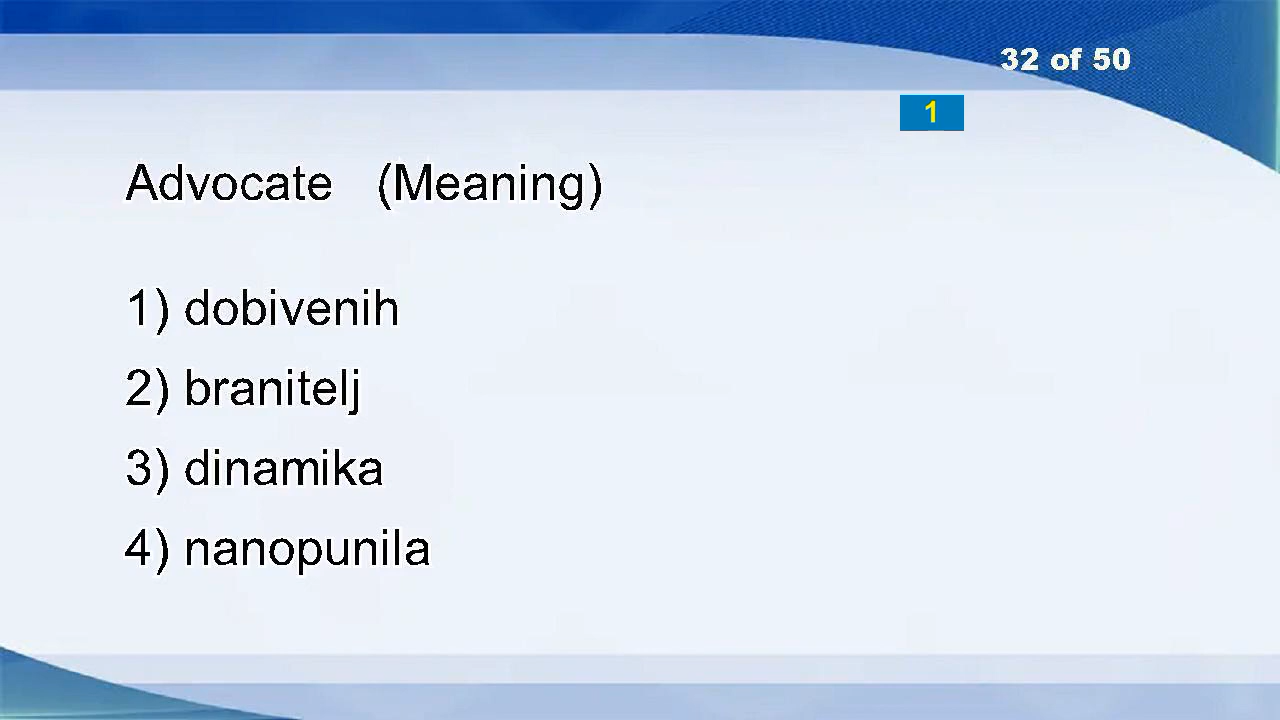 32 of 50
1
Advocate (Meaning)
1) dobivenih
2) branitelj
3) dinamika
4) nanopunila